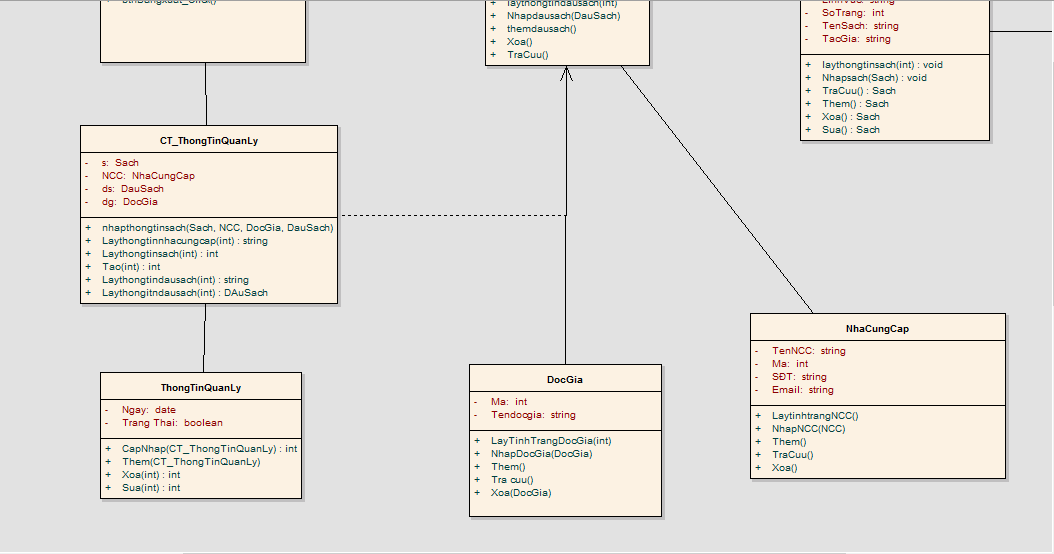 laythongtindausach(int)
+ Nhapdausach(DauSach)
+ themdausach()
+ Xoa()
+ TraCuu()
- SoTrang: int
- TenSach: string
- TacGia: string
+ laythongtinsach(int) : void
+ Nhapsach(Sach) : void
+ TraCuu() : Sach
+ Them() : Sach
+ Xoa() : Sach
+ Sua() : Sach
CT_ThongTinQuanLy
- s: Sach
- NCC: NhaCungCap
- ds: DauSach
- dg: DocGia
+ nhapthongtinsach(Sach, NCC, DocGia, DauSach)
+ Laythongtinnhacungcap(int) : string
+ Laythongtinsach(int) : int
+ Tao(int) : int
+ Laythongtindausach(int) : string
+ Laythongitndausach(int) : DAuSach
ThongTinQuanLy
- Ngay: date
- Trang Thai: boolean
+ CapNhap(CT_ThongTinQuanLy) : int
+ Them(CT_ThongTinQuanLy)
+ Xoa(int) : int
+ Sua(int) : int
DocGia
- Ma: int
- Tendocgia: string
+ LayTinhTrangDocGia(int)
+ NhapDocGia(DocGia)
+ Them()
+ Tra cuu()
+ Xoa(DocGia)
NhaCungCap
- TenNCC: string
- Ma: int
- SĐT: string
- Email: string
+ LaytinhtrangNCC()
+ NhapNCC(NCC)
+ Them()
+ TraCuu()
+ Xoa()